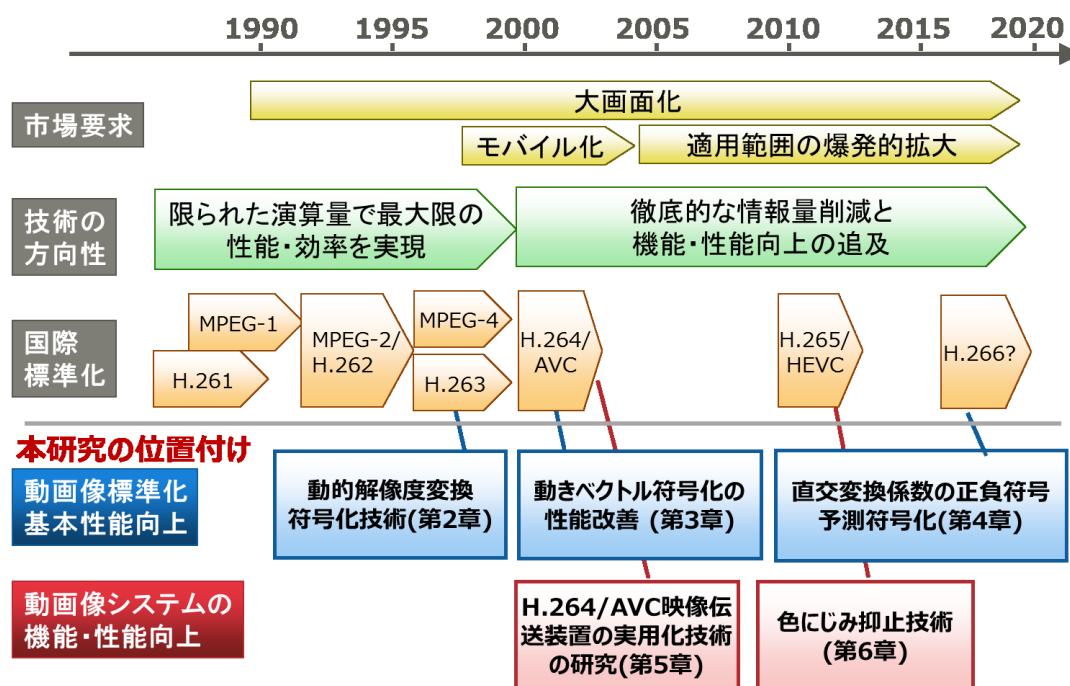 1990 1995 2000 2005 2010 2015 2020
市場要求
大画面化
モバイル化
適用範囲の爆発的拡大
技術の
方向性
限られた演算量で最大限の
性能・効率を実現
徹底的な情報量削減と
機能・性能向上の追及
国際
標準化
MPEG-1
H.261
MPEG-2/
H.262
MPEG-4
H.263
H.264/
AVC
H.265/
HEVC
H.266?
本研究の位置付け
動画像標準化
基本性能向上
動的解像度変換
符号化技術(第2章)
動きベクトル符号化の
性能改善 (第3章)
直交変換係数の正負符号
予測符号化(第4章)
動画像システムの
機能・性能向上
H.264/AVC映像伝
送装置の実用化技術
の研究(第5章)
色にじみ抑止技術
(第6章)